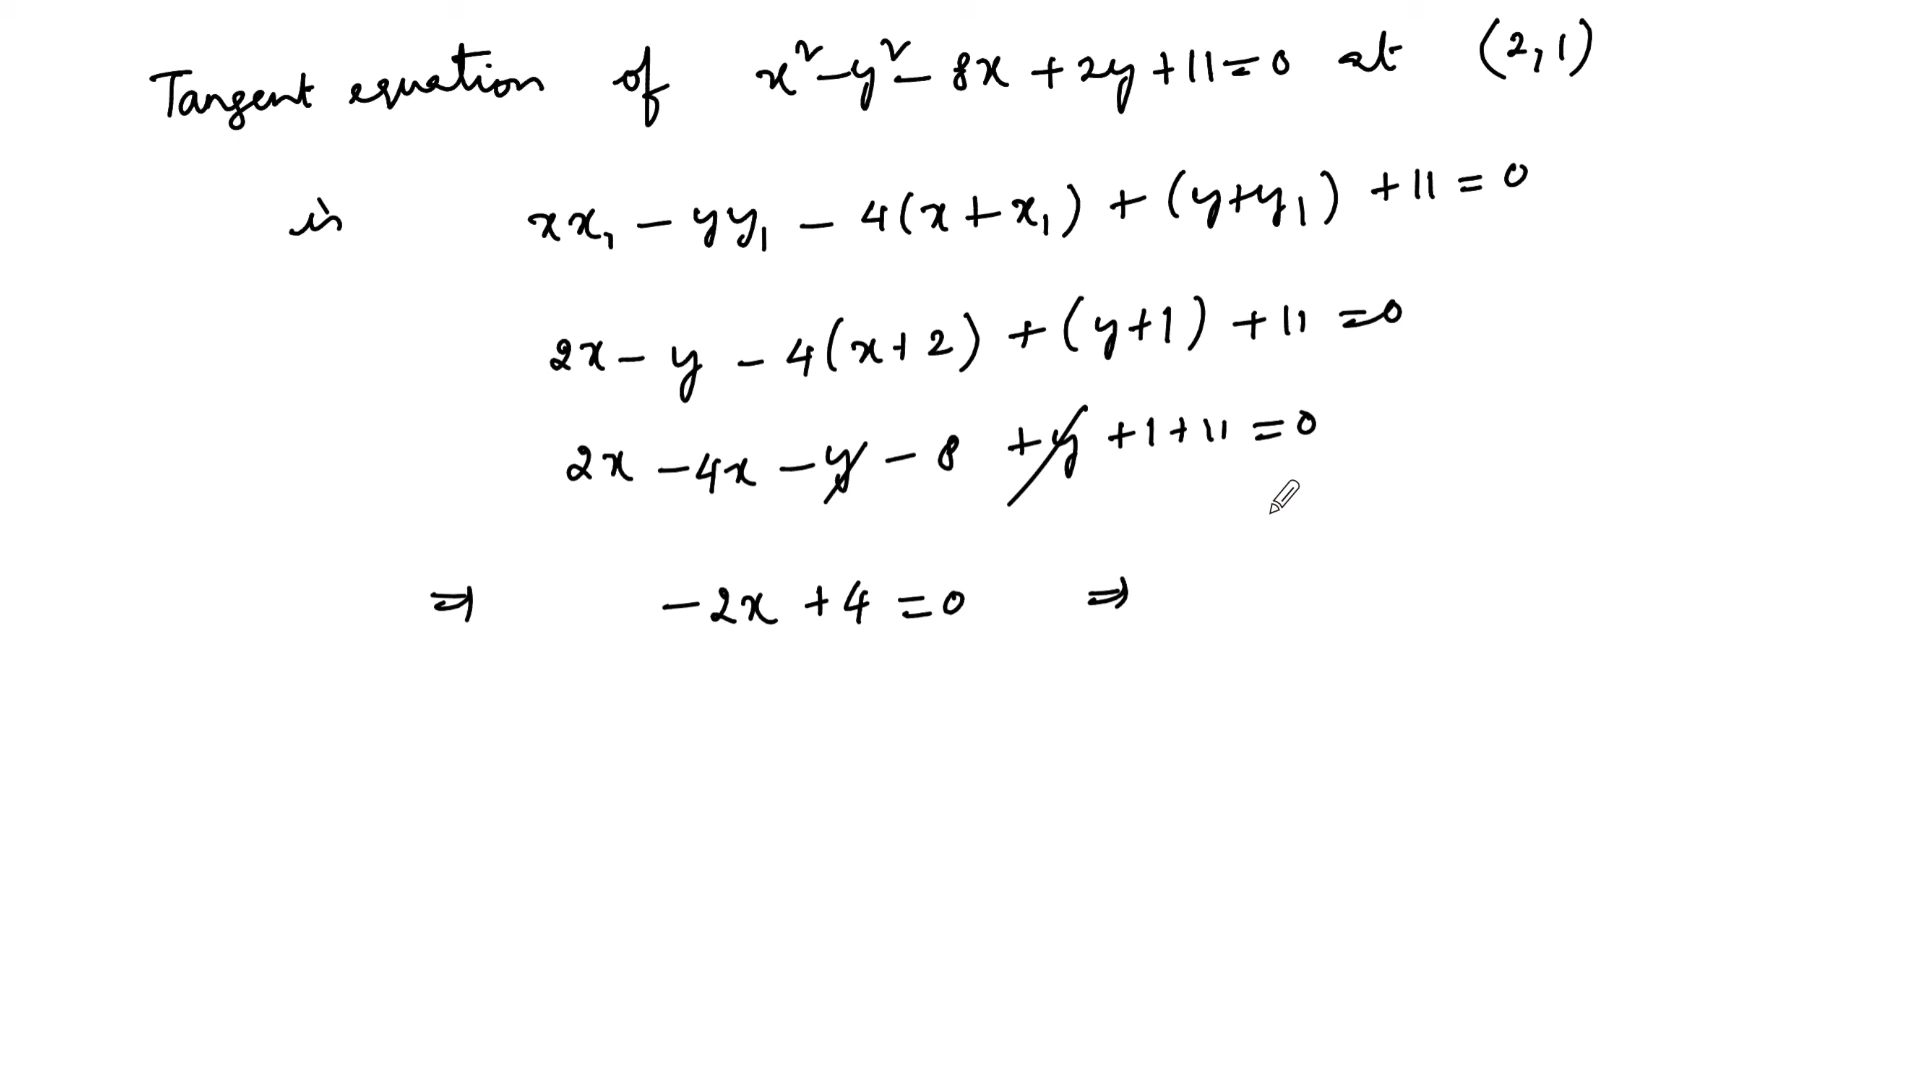 Tangent equation of x² - y² - 8x + 2y + 11 = 0 at (2,1)
is xx₁ - yy₁ - 4(x + x₁) + (y + y₁) + 11 = 0
2x - y - 4(x + 2) + (y + 1) + 11 = 0
2x - 4x - y - 8 + y + 1 + 11 = 0
⇒ -2x + 4 = 0 ⇒